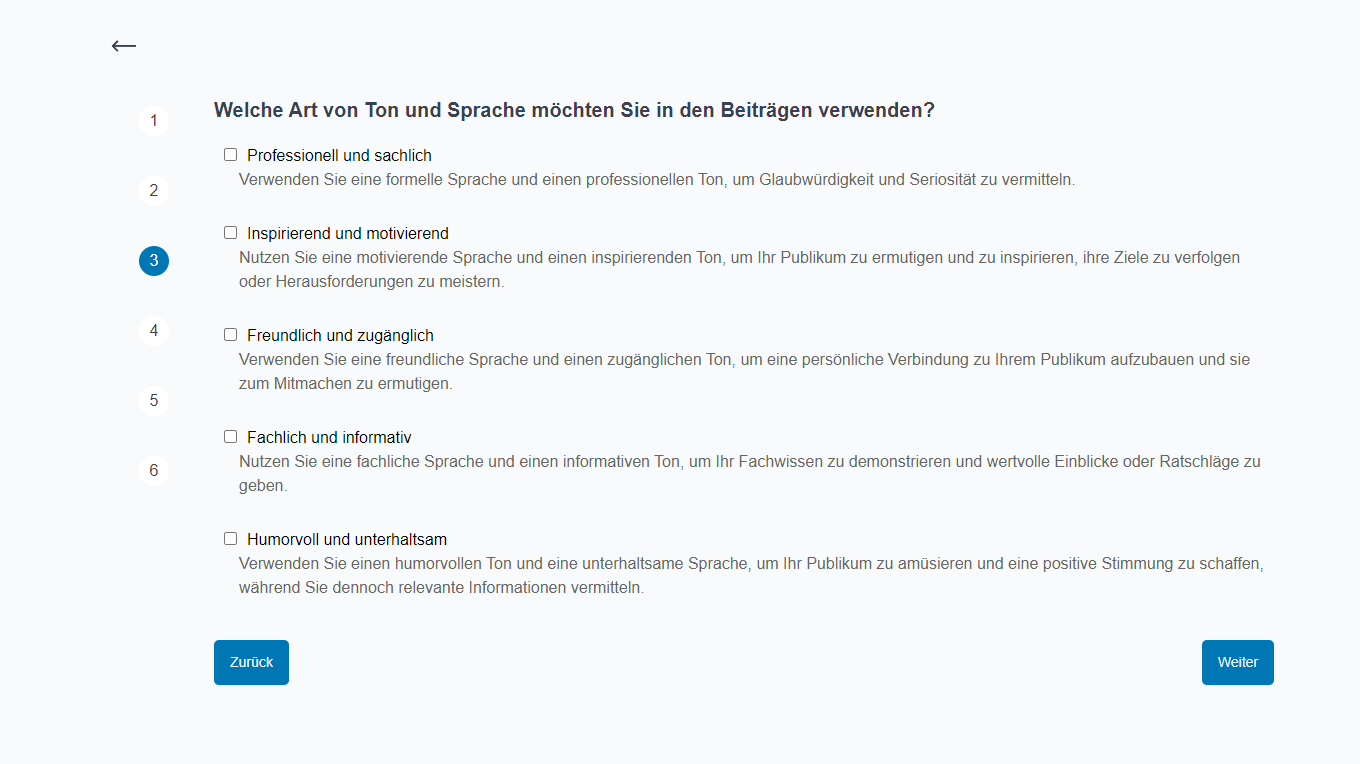 Welche Art von Ton und Sprache möchten Sie in den Beiträgen verwenden?
1
Professionell und sachlich
Verwenden Sie eine formelle Sprache und einen professionellen Ton, um Glaubwürdigkeit und Seriosität zu vermitteln.
2
Inspirierend und motivierend
Nutzen Sie eine motivierende Sprache und einen inspirierenden Ton, um Ihr Publikum zu ermutigen und zu inspirieren, ihre Ziele zu verfolgen
oder Herausforderungen zu meistern.
3
Freundlich und zugänglich
Verwenden Sie eine freundliche Sprache und einen zugänglichen Ton, um eine persönliche Verbindung zu Ihrem Publikum aufzubauen und sie
zum Mitmachen zu ermutigen.
4
Fachlich und informativ
Nutzen Sie eine fachliche Sprache und einen informativen Ton, um Ihr Fachwissen zu demonstrieren und wertvolle Einblicke oder Ratschläge zu
geben.
5
6
Humorvoll und unterhaltsam
Verwenden Sie einen humorvollen Ton und eine unterhaltsame Sprache, um Ihr Publikum zu amüsieren und eine positive Stimmung zu schaffen,
während Sie dennoch relevante Informationen vermitteln.
Zurück
Weiter